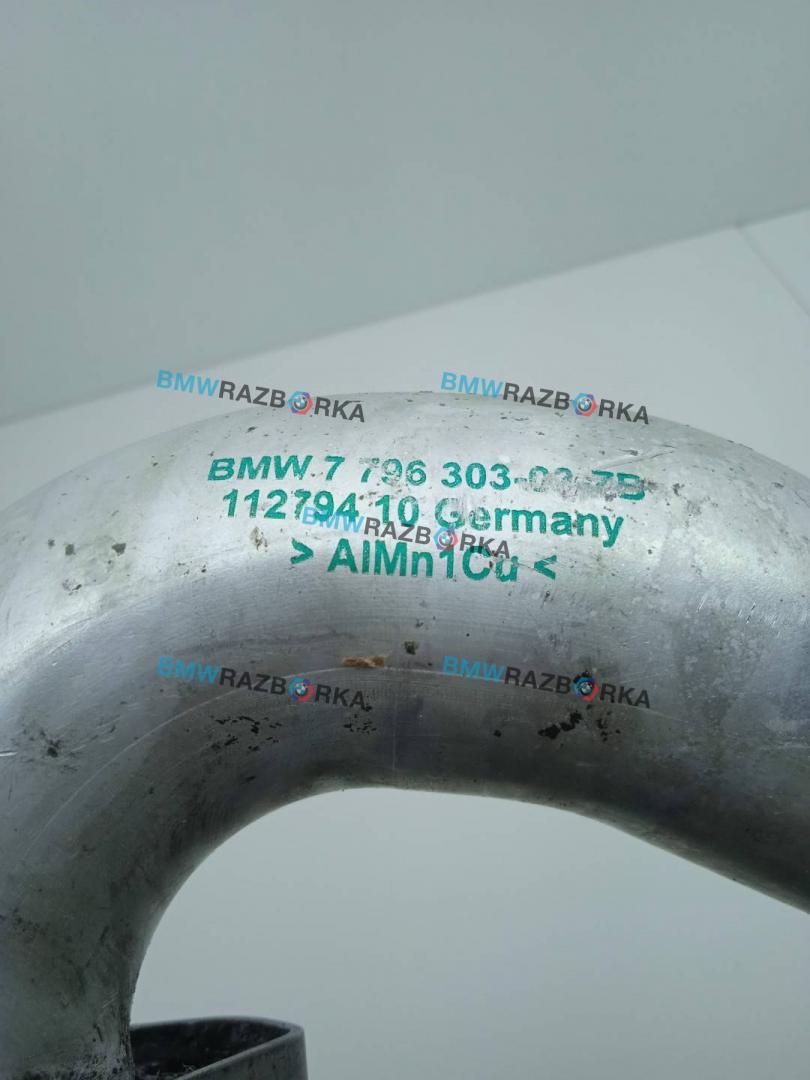 BMWRAZBORKA
BMWRAZBORKA
BMW 7 796 303
112794 10 Germany
BMWRAZBORKA
> AlMn1Cu <
BMWRAZBORKA
BMWRAZBORKA